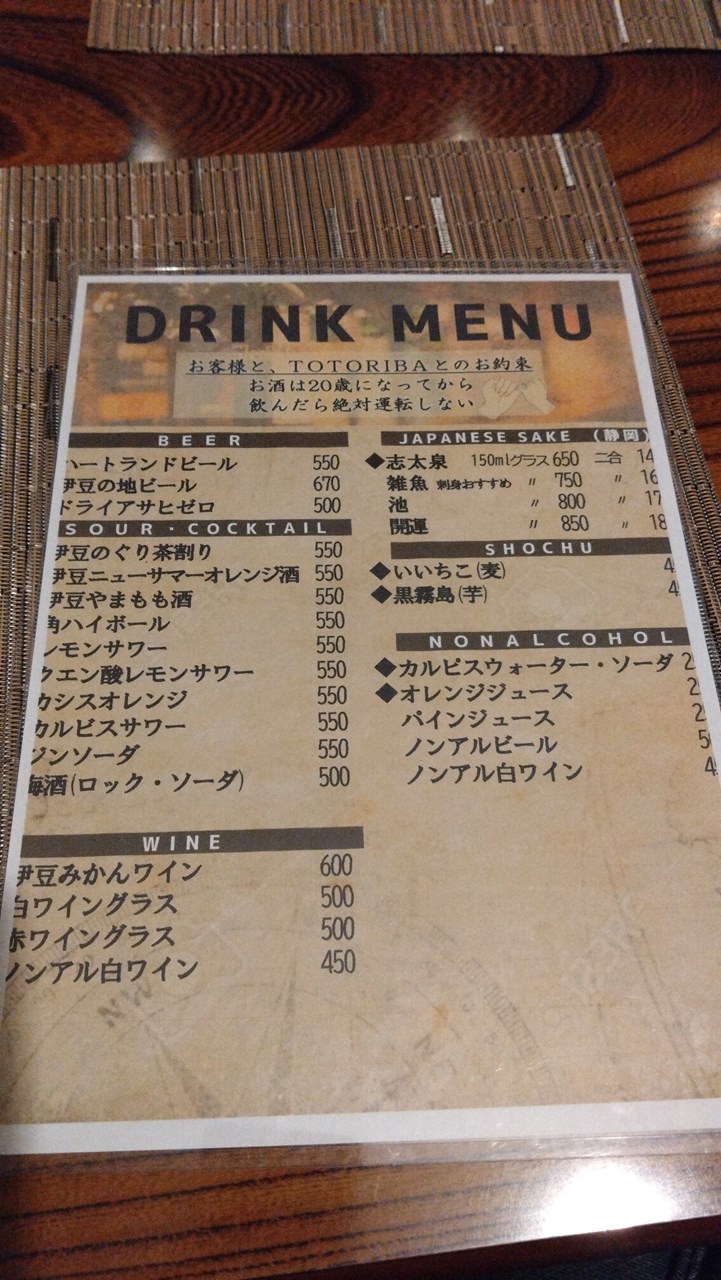 DRINK MENU
お客様と、TOTORIBAとのお約束
お酒は20歳になってから
飲んだら絶対運転しない
BEER
ハートランドビール 550
伊豆の地ビール 670
ドライアサヒゼロ 500
SOUR・COCKTAIL
伊豆のぐり茶割り 550
伊豆ニューサマーオレンジ酒 550
伊豆やまもも酒 550
角ハイボール 550
レモンサワー 550
クエン酸レモンサワー 550
カシスオレンジ 550
カルピスサワー 550
ジンソーダ 550
梅酒(ロック・ソーダ) 500
WINE
伊豆みかんワイン 600
白ワイングラス 500
赤ワイングラス 500
ノンアル白ワイン 450
JAPANESE SAKE (静岡)
◆志太泉 150mlグラス 650 二合 14
雑魚 刺身おすすめ 〃 750 〃 16
池 〃 800 〃 17
開運 〃 850 〃 18
SHOCHU
◆いいちこ(麦) 4
◆黒霧島(芋) 4
NONALCOHOL
◆カルピスウォーター・ソーダ 2
◆オレンジジュース 2
パインジュース 2
ノンアルビール 5
ノンアル白ワイン 4